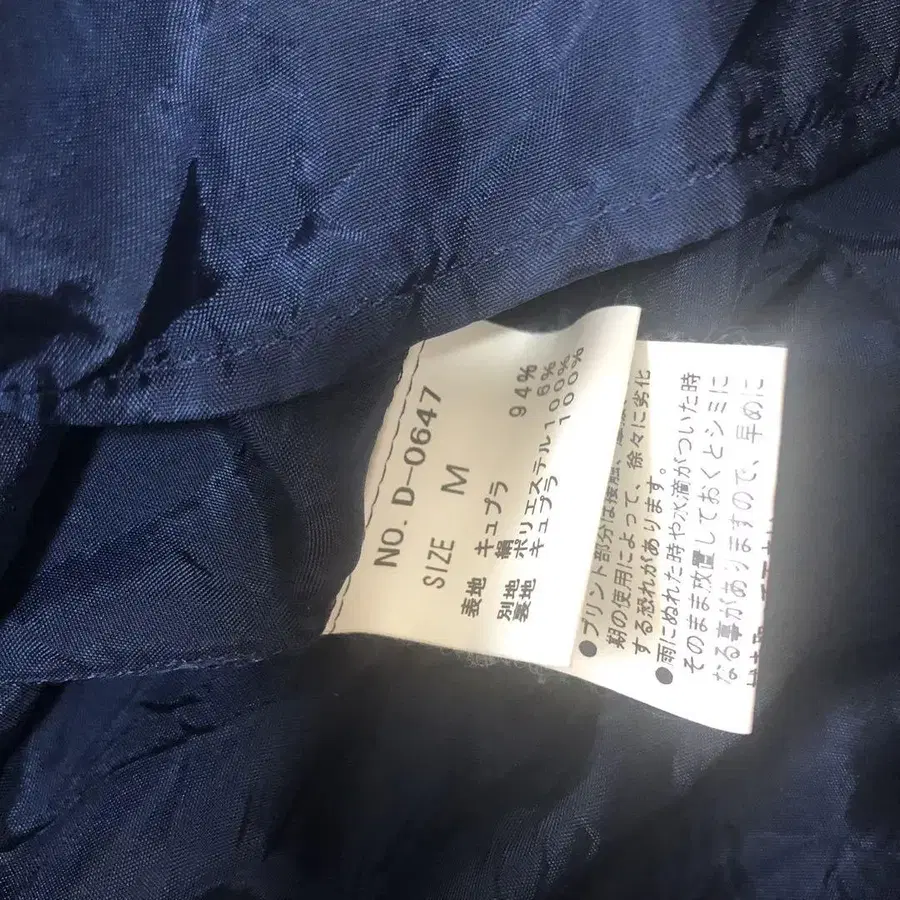 NO. D-0647
SIZE M
表地 キュプラ 94%
絹 6%
別地 ポリエステル100%
裏地 キュプラ 100%
●プリント部分は接触、
期の使用によって、徐々に劣化
する恐れがあります。
●雨にぬれた時や水滴がついた時
そのまま放置しておくとシミに
なる事がありますので、早めに